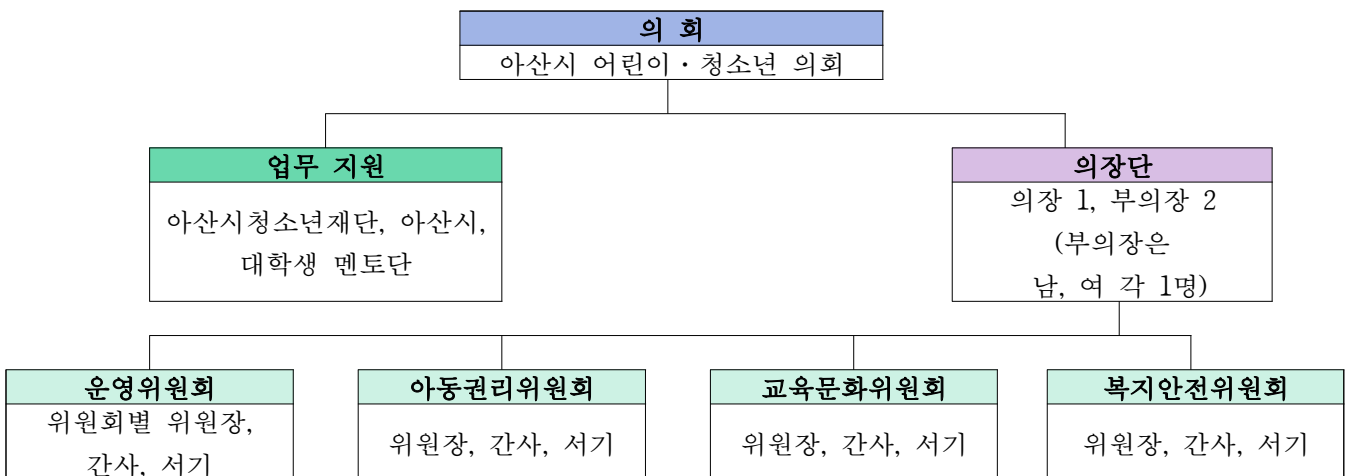 의 회
아산시 어린이・청소년 의회
업무 지원
아산시청소년재단, 아산시,
대학생 멘토단
의장단
의장 1, 부의장 2
(부의장은
남, 여 각 1명)
운영위원회
위원회별 위원장,
간사, 서기
아동권리위원회
위원장, 간사, 서기
교육문화위원회
위원장, 간사, 서기
복지안전위원회
위원장, 간사, 서기